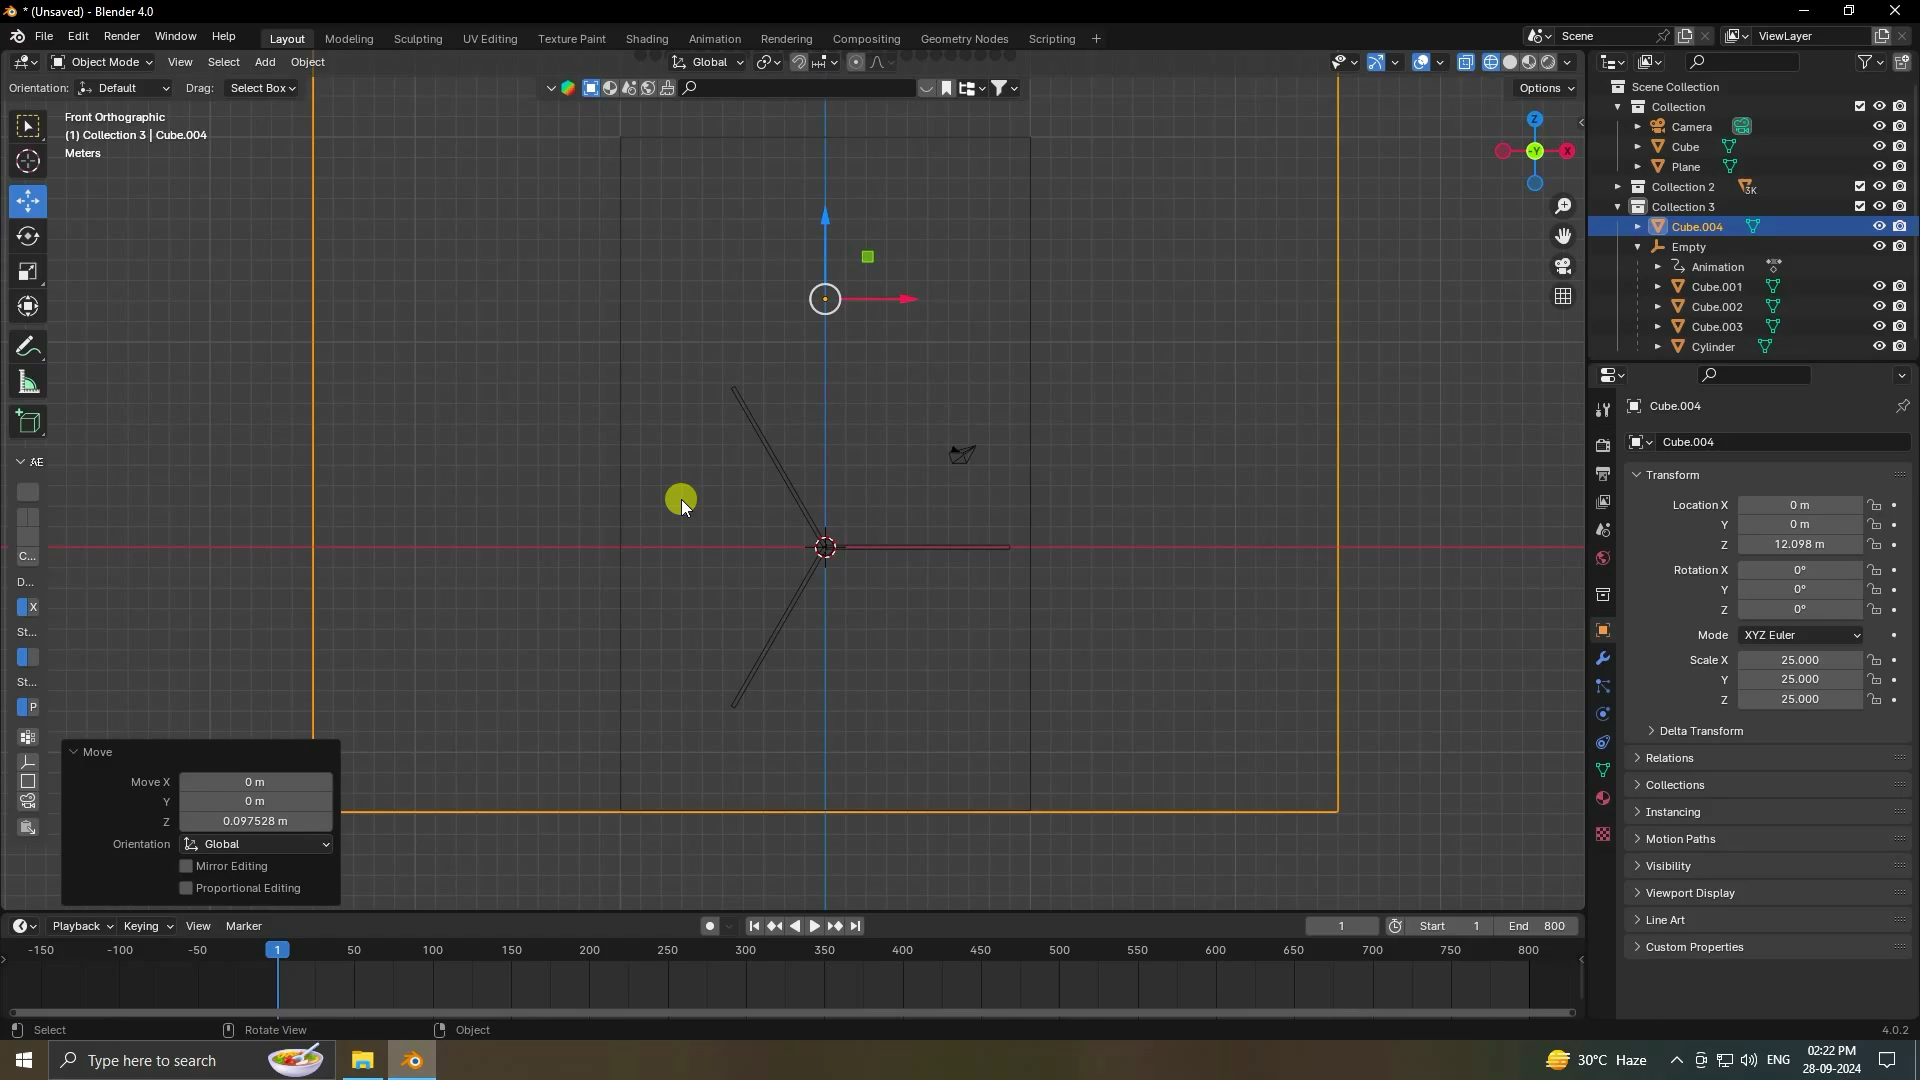 * (Unsaved) - Blender 4.0
File Edit Render Window Help
Layout Modeling Sculpting UV Editing Texture Paint Shading Animation Rendering Compositing Geometry Nodes Scripting +
Scene
ViewLayer
Object Mode View Select Add Object
Global
Orientation: Default Drag: Select Box
Options
Front Orthographic
(1) Collection 3 | Cube.004
Meters
Z
-Y
X
Scene Collection
Collection
Camera
Cube
Plane
Collection 2
3K
Collection 3
Cube.004
Empty
Animation
Cube.001
Cube.002
Cube.003
Cylinder
Cube.004
Cube.004
Transform
Location X 0 m
Y 0 m
Z 12.098 m
Rotation X 0°
Y 0°
Z 0°
Mode XYZ Euler
Scale X 25.000
Y 25.000
Z 25.000
Delta Transform
Relations
Collections
Instancing
Motion Paths
Visibility
Viewport Display
Line Art
Custom Properties
AE
C...
D...
X
St...
St...
P
Move
Move X 0 m
Y 0 m
Z 0.097528 m
Orientation Global
Mirror Editing
Proportional Editing
Playback Keying View Marker
1 Start 1 End 800
-150 -100 -50 1 50 100 150 200 250 300 350 400 450 500 550 600 650 700 750 800
Select Rotate View Object
4.0.2
Type here to search
30°C Haze
ENG
02:22 PM
28-09-2024